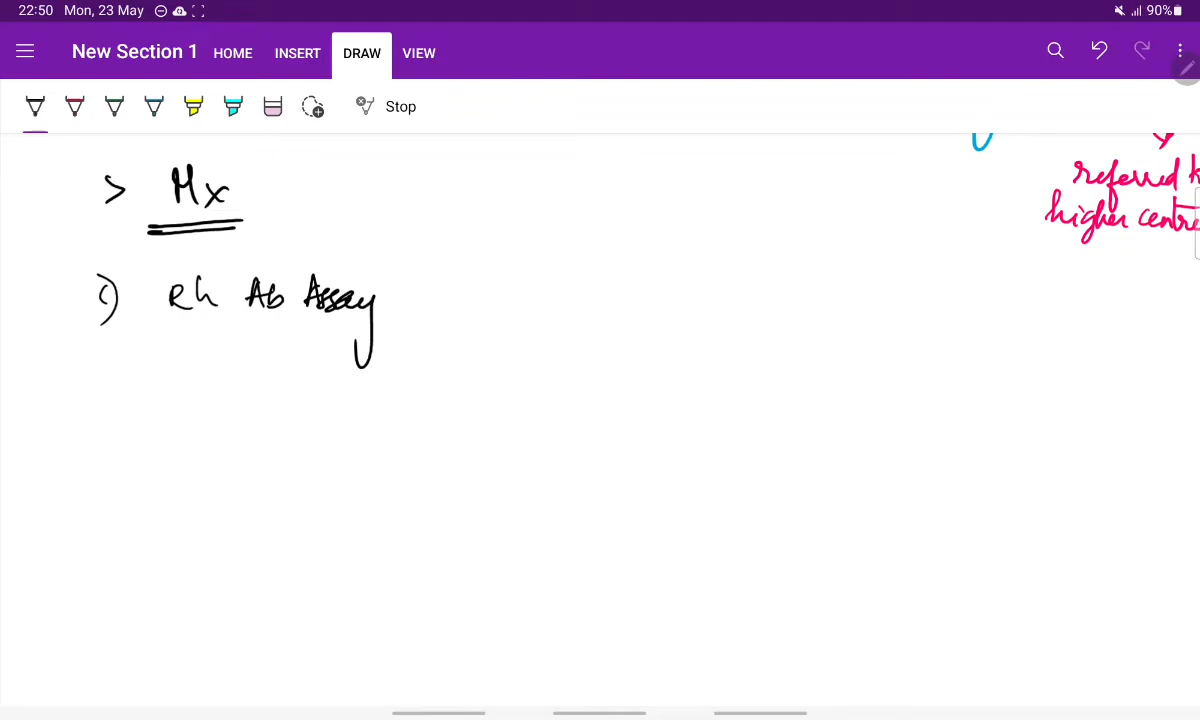 22:50 Mon, 23 May 90%
New Section 1 HOME INSERT DRAW VIEW
Stop
> Mx
referred
higher centre
i) Rh Ab Assay